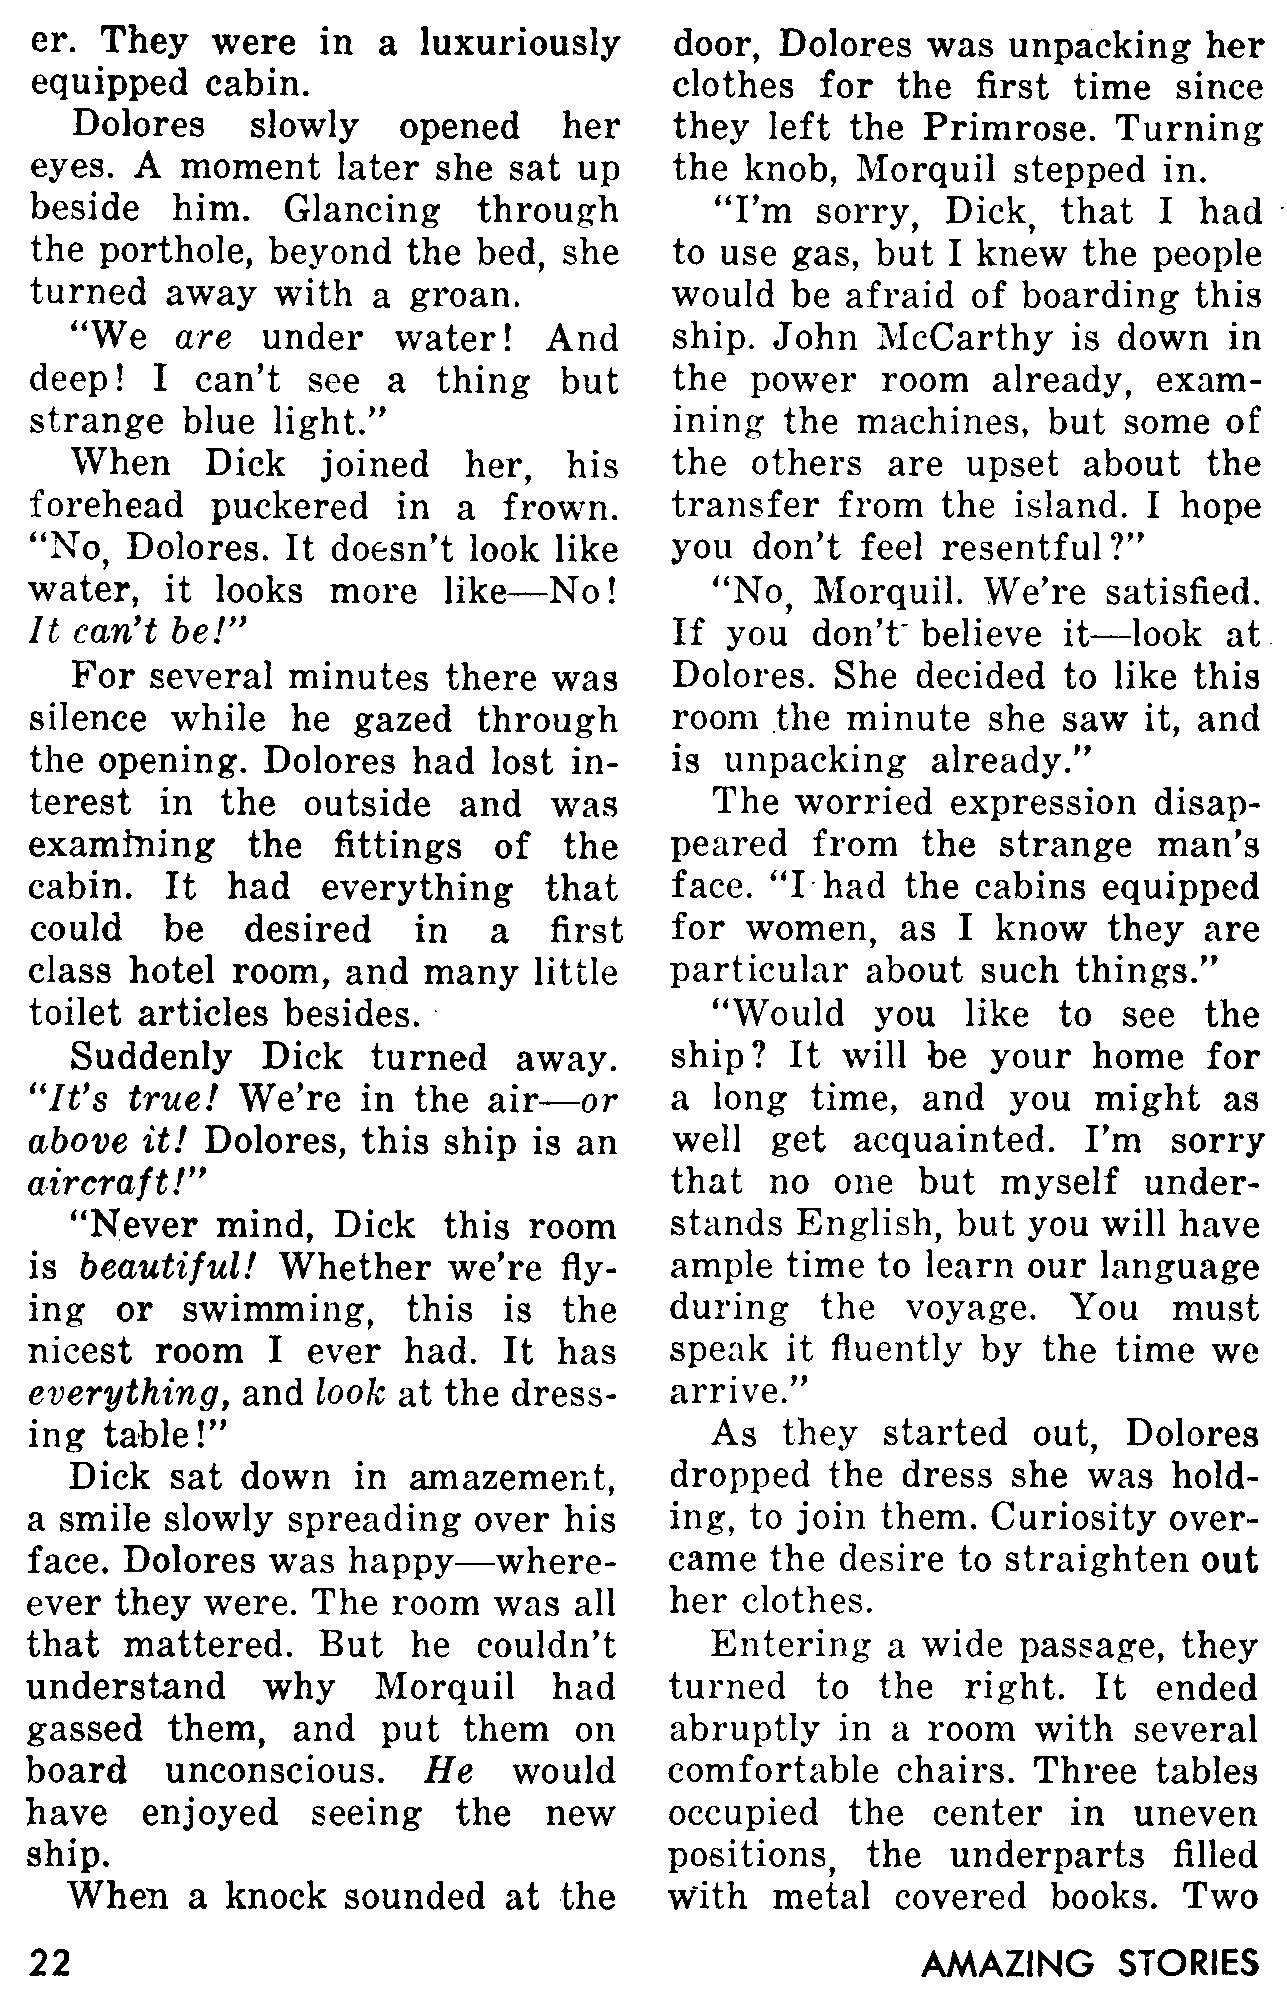 er. They were in a luxuriously
equipped cabin.
Dolores slowly opened her
eyes. A moment later she sat up
beside him. Glancing through
the porthole, beyond the bed, she
turned away with a groan.
“We are under water! And
deep! I can’t see a thing but
strange blue light.”
When Dick joined her, his
forehead puckered in a frown.
“No, Dolores. It doesn’t look like
water, it looks more like—No!
It can’t be!”
For several minutes there was
silence while he gazed through
the opening. Dolores had lost in-
terest in the outside and was
examining the fittings of the
cabin. It had everything that
could be desired in a first
class hotel room, and many little
toilet articles besides.
Suddenly Dick turned away.
“It’s true! We’re in the air—or
above it! Dolores, this ship is an
aircraft!”
“Never mind, Dick this room
is beautiful! Whether we’re fly-
ing or swimming, this is the
nicest room I ever had. It has
everything, and look at the dress-
ing table!”
Dick sat down in amazement,
a smile slowly spreading over his
face. Dolores was happy—where-
ever they were. The room was all
that mattered. But he couldn’t
understand why Morquil had
gassed them, and put them on
board unconscious. He would
have enjoyed seeing the new
ship.
When a knock sounded at the
door, Dolores was unpacking her
clothes for the first time since
they left the Primrose. Turning
the knob, Morquil stepped in.
“I’m sorry, Dick, that I had
to use gas, but I knew the people
would be afraid of boarding this
ship. John McCarthy is down in
the power room already, exam-
ining the machines, but some of
the others are upset about the
transfer from the island. I hope
you don’t feel resentful?”
“No, Morquil. We’re satisfied.
If you don’t believe it—look at
Dolores. She decided to like this
room the minute she saw it, and
is unpacking already.”
The worried expression disap-
peared from the strange man’s
face. “I had the cabins equipped
for women, as I know they are
particular about such things.”
“Would you like to see the
ship? It will be your home for
a long time, and you might as
well get acquainted. I’m sorry
that no one but myself under-
stands English, but you will have
ample time to learn our language
during the voyage. You must
speak it fluently by the time we
arrive.”
As they started out, Dolores
dropped the dress she was hold-
ing, to join them. Curiosity over-
came the desire to straighten out
her clothes.
Entering a wide passage, they
turned to the right. It ended
abruptly in a room with several
comfortable chairs. Three tables
occupied the center in uneven
positions, the underparts filled
with metal covered books. Two
22
AMAZING STORIES